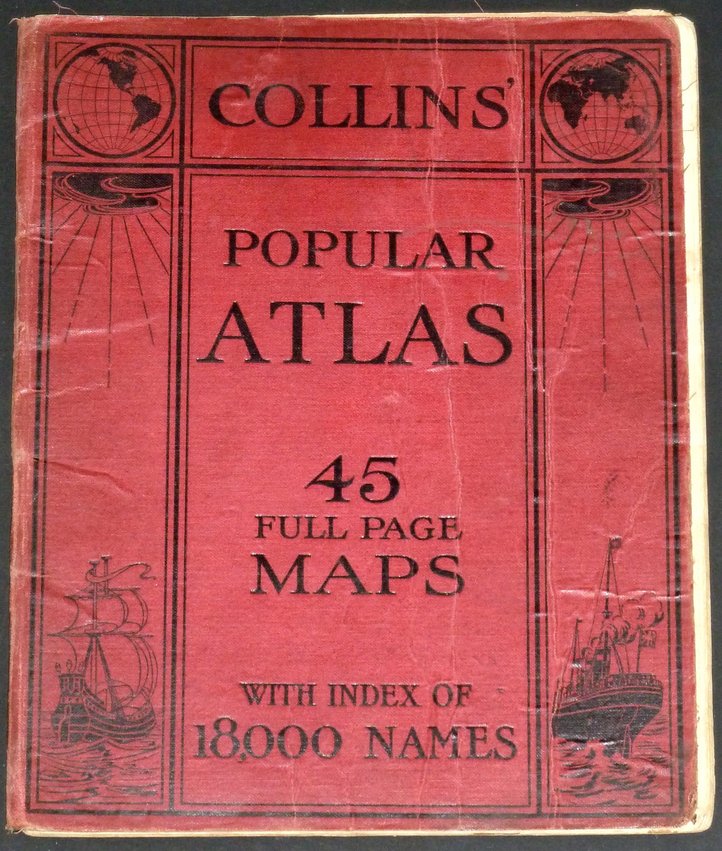 COLLINS'
POPULAR
ATLAS
45
FULL PAGE
MAPS
WITH INDEX OF
18,000 NAMES